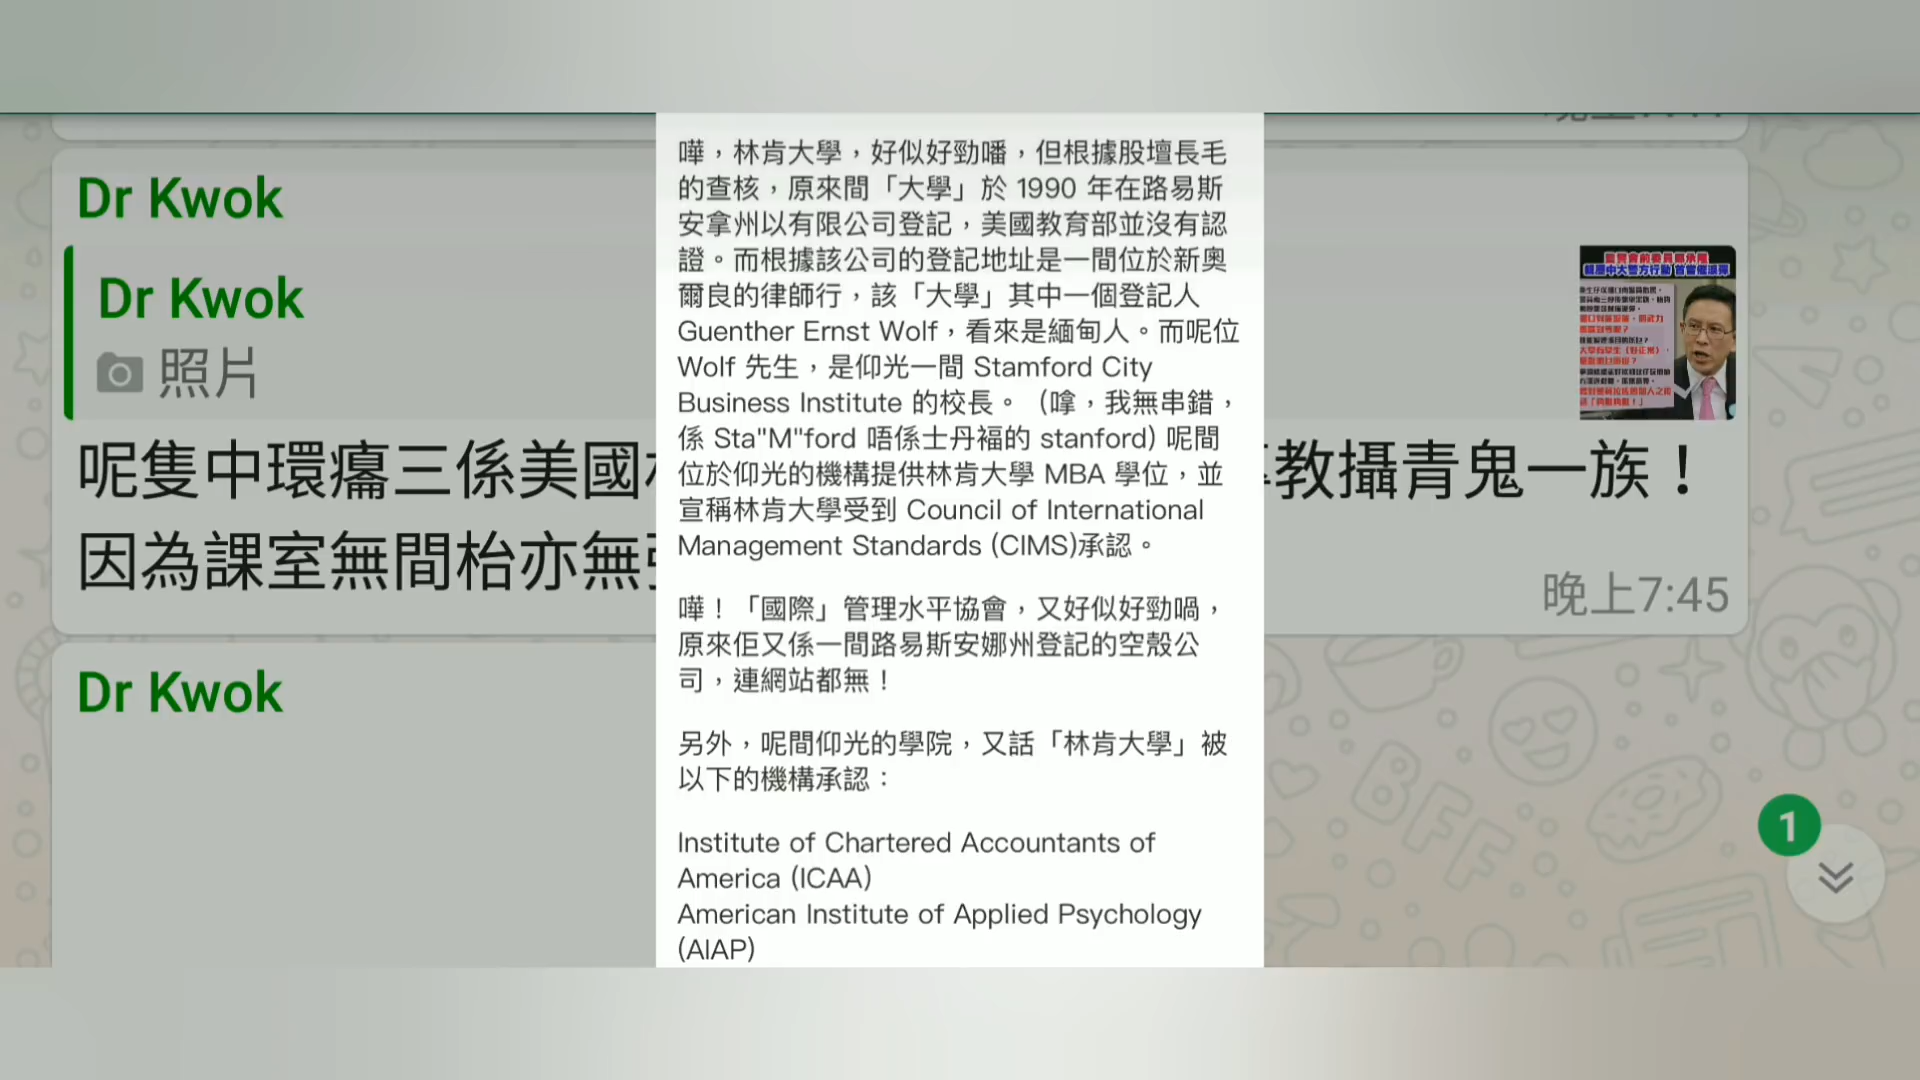 Dr Kwok
Dr Kwok
照片
呢隻中環癟三係美國
教攝青鬼一族！
因為課室無間枱亦無
晚上7:45
Dr Kwok
1
嘩，林肯大學，好似好勁噃，但根據股壇長毛
的查核，原來間「大學」於 1990 年在路易斯
安拿州以有限公司登記，美國教育部並沒有認
證。而根據該公司的登記地址是一間位於新奧
爾良的律師行，該「大學」其中一個登記人
Guenther Ernst Wolf，看來是緬甸人。而呢位
Wolf 先生，是仰光一間 Stamford City
Business Institute 的校長。（嗱，我無串錯，
係 Sta"M"ford 唔係士丹福的 stanford) 呢間
位於仰光的機構提供林肯大學 MBA 學位，並
宣稱林肯大學受到 Council of International
Management Standards (CIMS)承認。
嘩！「國際」管理水平協會，又好似好勁喎，
原來佢又係一間路易斯安娜州登記的空殼公
司，連網站都無！
另外，呢間仰光的學院，又話「林肯大學」被
以下的機構承認：
Institute of Chartered Accountants of
America (ICAA)
American Institute of Applied Psychology
(AIAP)